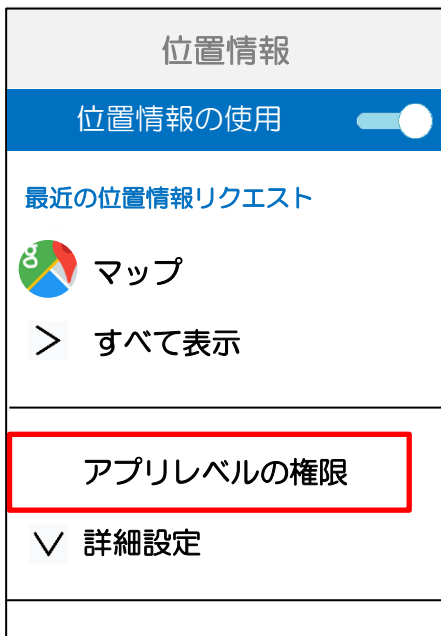 位置情報
位置情報の使用
最近の位置情報リクエスト
g
マップ
すべて表示
アプリレベルの権限
詳細設定